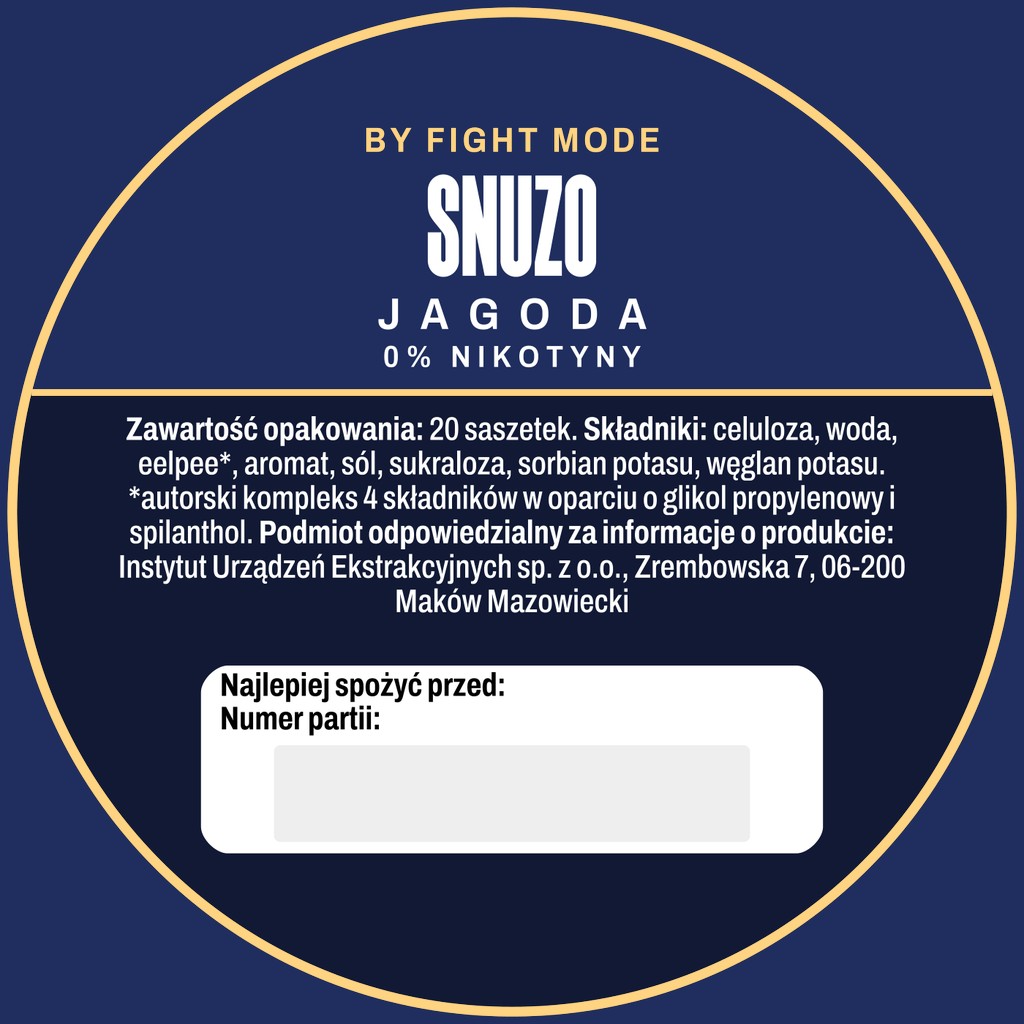 BY FIGHT MODE
SNUZO
JAGODA
0% NIKOTYNY
Zawartość opakowania: 20 saszetek. Składniki: celuloza, woda,
eelpee*, aromat, sól, sukraloza, sorbian potasu, węglan potasu.
*autorski kompleks 4 składników w oparciu o glikol propylenowy i
spilanthol. Podmiot odpowiedzialny za informacje o produkcie:
Instytut Urządzeń Ekstrakcyjnych sp. z o.o., Zrembowska 7, 06-200
Maków Mazowiecki
Najlepiej spożyć przed:
Numer partii: